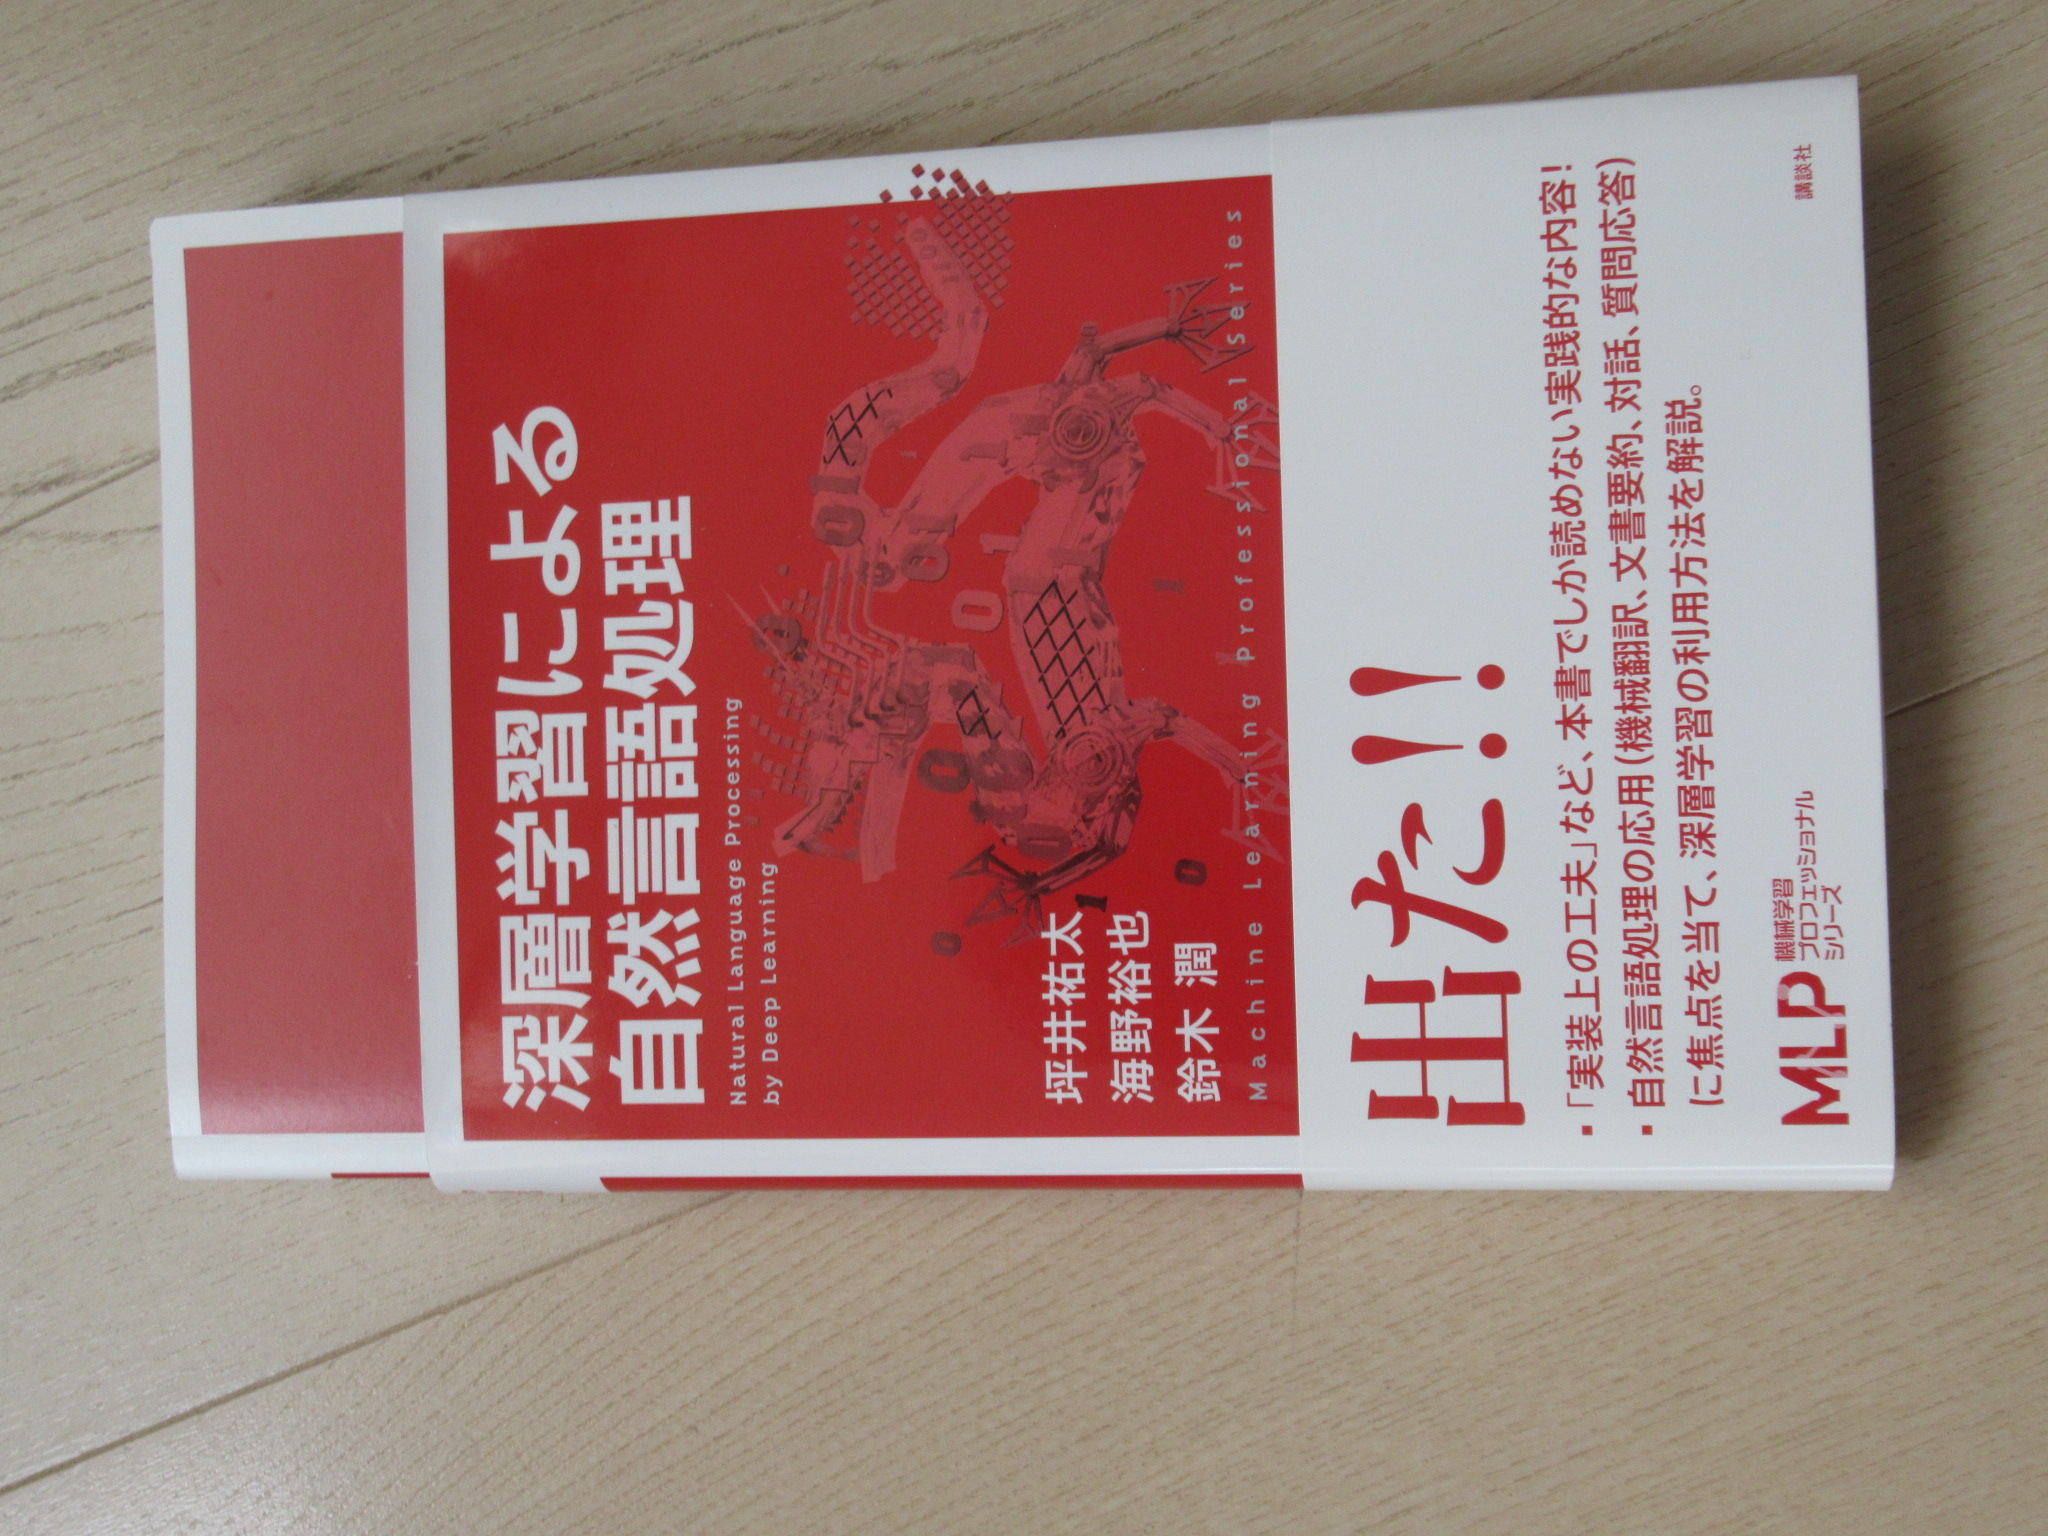 深層学習による
自然言語処理
Natural Language Processing
by Deep Learning
坪井祐太
海野裕也
鈴木 潤
Machine Learning Professional Series
出た!!
▪「実装上の工夫」など、本書でしか読めない実践的な内容!
▪自然言語処理の応用(機械翻訳、文書要約、対話、質問応答)
に焦点を当て、深層学習の利用方法を解説。
MLP
機械学習
プロフェッショナル
シリーズ
講談社